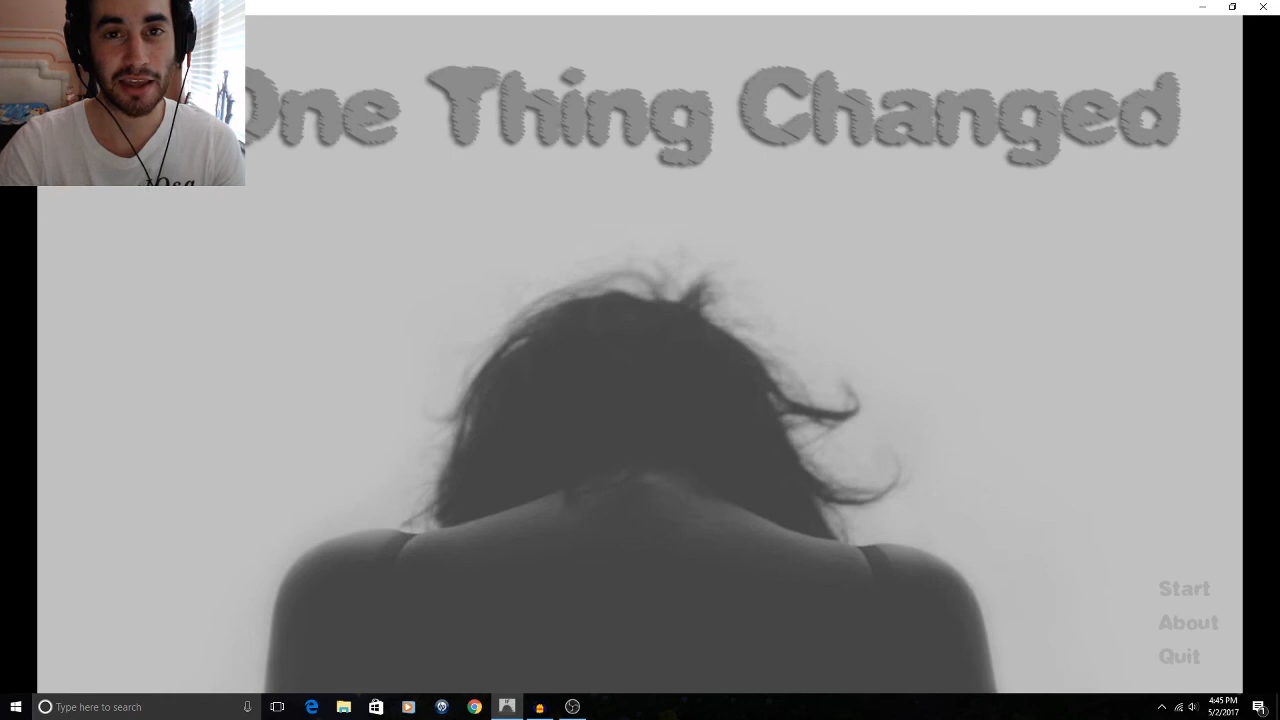 One Thing Changed
Start
About
Quit
Type here to search
4:45 PM
5/2/2017